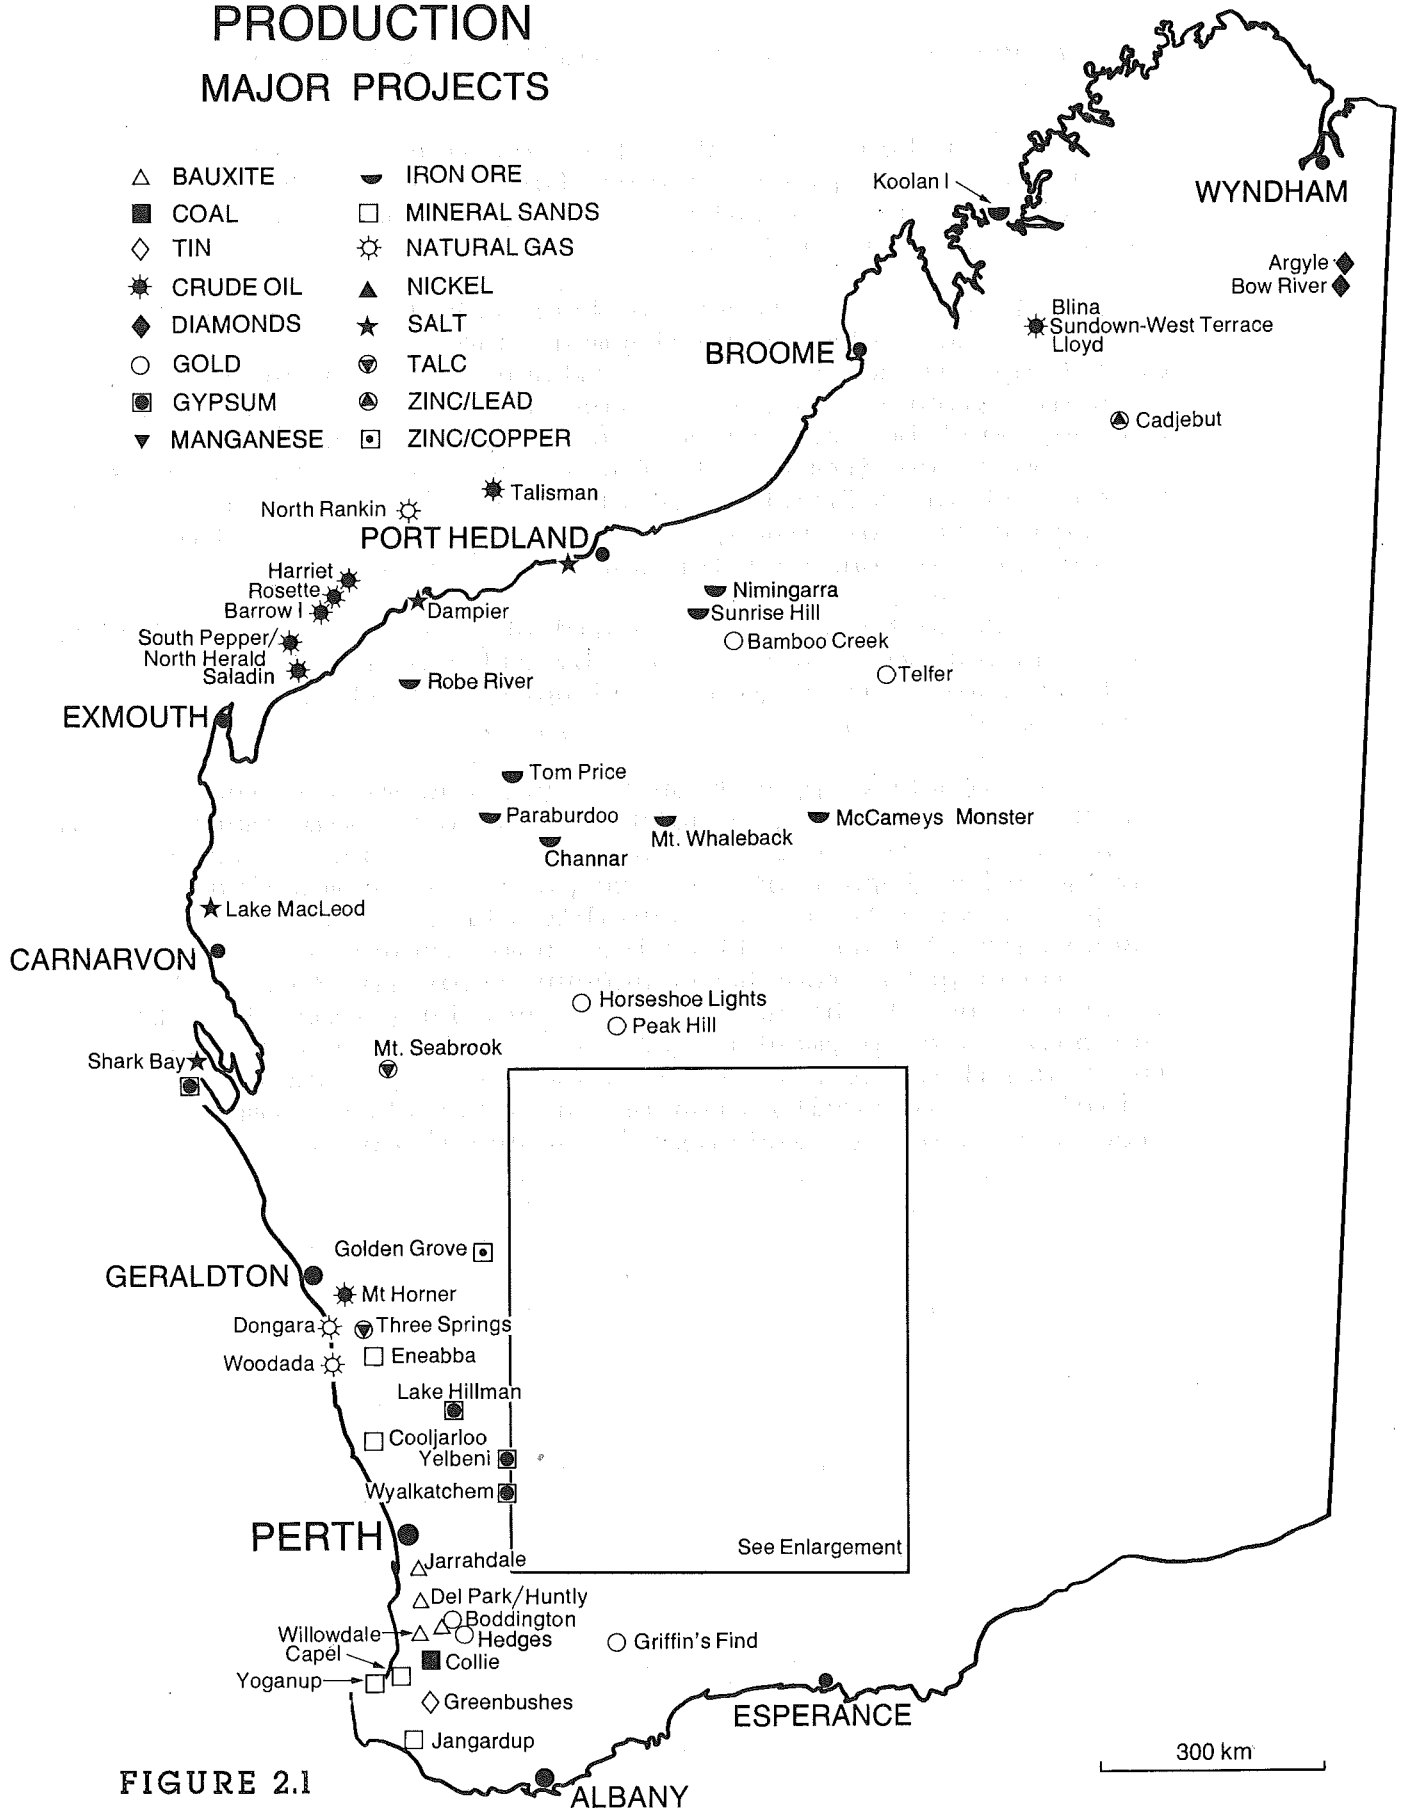 PRODUCTION
MAJOR PROJECTS
BAUXITE
IRON ORE
COAL
MINERAL SANDS
TIN
NATURAL GAS
CRUDE OIL
NICKEL
DIAMONDS
SALT
GOLD
TALC
GYPSUM
ZINC/LEAD
MANGANESE
ZINC/COPPER
Koolan I
WYNDHAM
Argyle
Bow River
Blina
Sundown-West Terrace
Lloyd
BROOME
Cadjebut
Talisman
North Rankin
PORT HEDLAND
Harriet
Rosette
Barrow I
Dampier
Nimingarra
Sunrise Hill
Bamboo Creek
South Pepper/
North Herald
Saladin
Telfer
Robe River
EXMOUTH
Tom Price
Paraburdoo
McCameys Monster
Mt. Whaleback
Channar
Lake MacLeod
CARNARVON
Horseshoe Lights
Peak Hill
Mt. Seabrook
Shark Bay
Golden Grove
GERALDTON
Mt Horner
Dongara
Three Springs
Eneabba
Woodada
Lake Hillman
Cooljarloo
Yelbeni
Wyalkatchem
PERTH
See Enlargement
Jarrahdale
Del Park/Huntly
Boddington
Willowdale
Hedges
Griffin's Find
Capel
Collie
Yoganup
Greenbushes
ESPERANCE
Jangardup
300 km
FIGURE 2.1
ALBANY